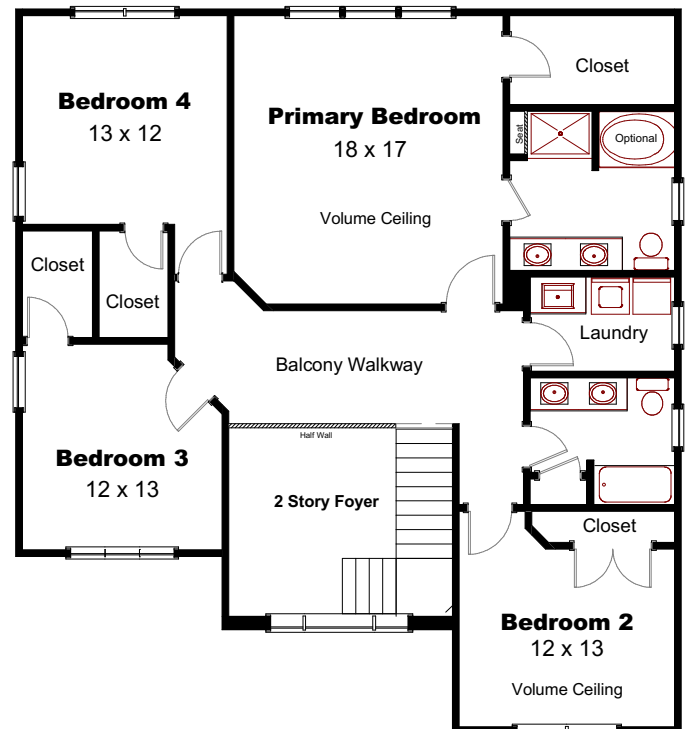 Bedroom 4
13 x 12
Primary Bedroom
18 x 17
Volume Ceiling
Closet
Seat
Optional
Closet
Closet
Laundry
Balcony Walkway
Half Wall
Bedroom 3
12 x 13
2 Story Foyer
Closet
Bedroom 2
12 x 13
Volume Ceiling